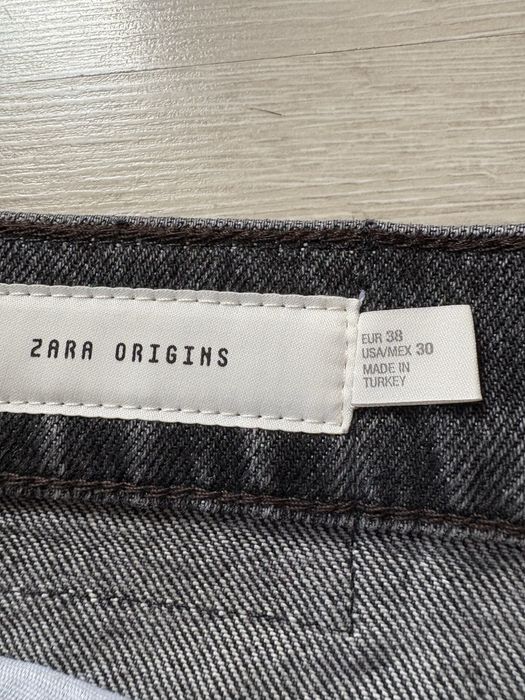 ZARA ORIGINS
EUR 38
USA/MEX 30
MADE IN
TURKEY